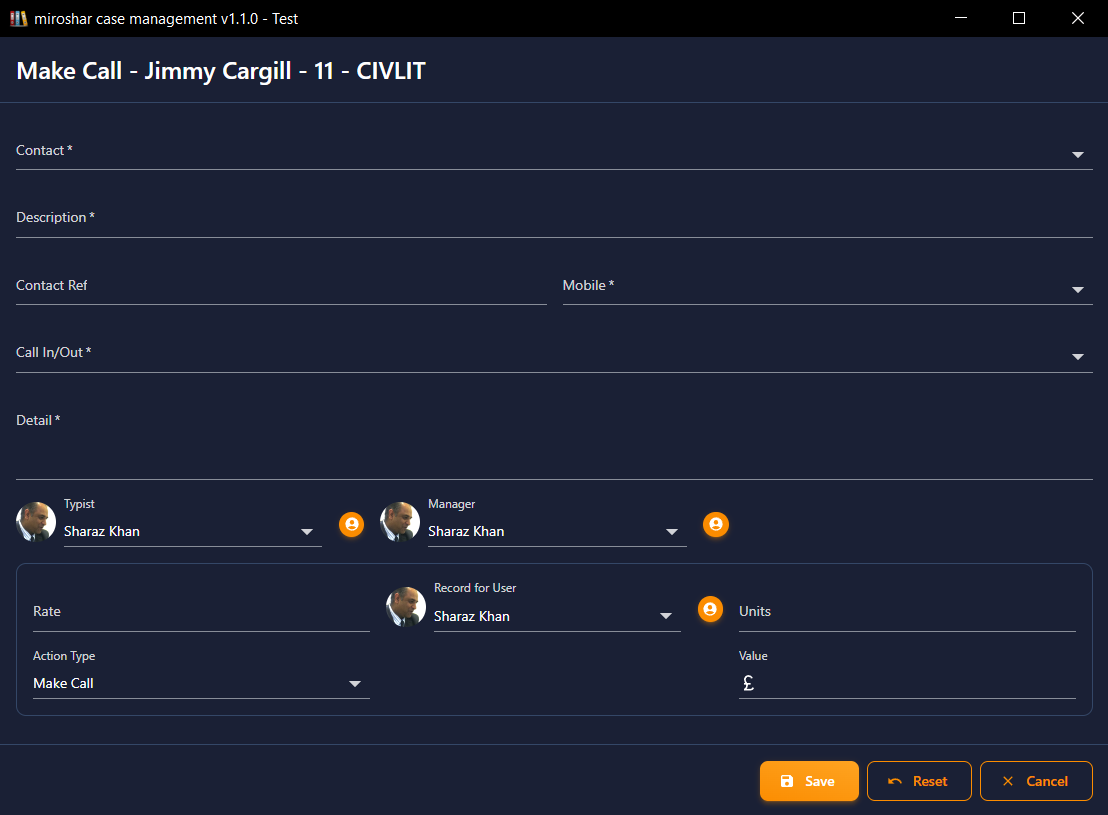 miroshar case management v1.1.0 - Test
Make Call - Jimmy Cargill - 11 - CIVLIT
Contact *
Description *
Contact Ref
Mobile *
Call In/Out *
Detail *
Typist
Sharaz Khan
Manager
Sharaz Khan
Rate
Record for User
Sharaz Khan
Units
Action Type
Make Call
Value
£
Save
Reset
Cancel